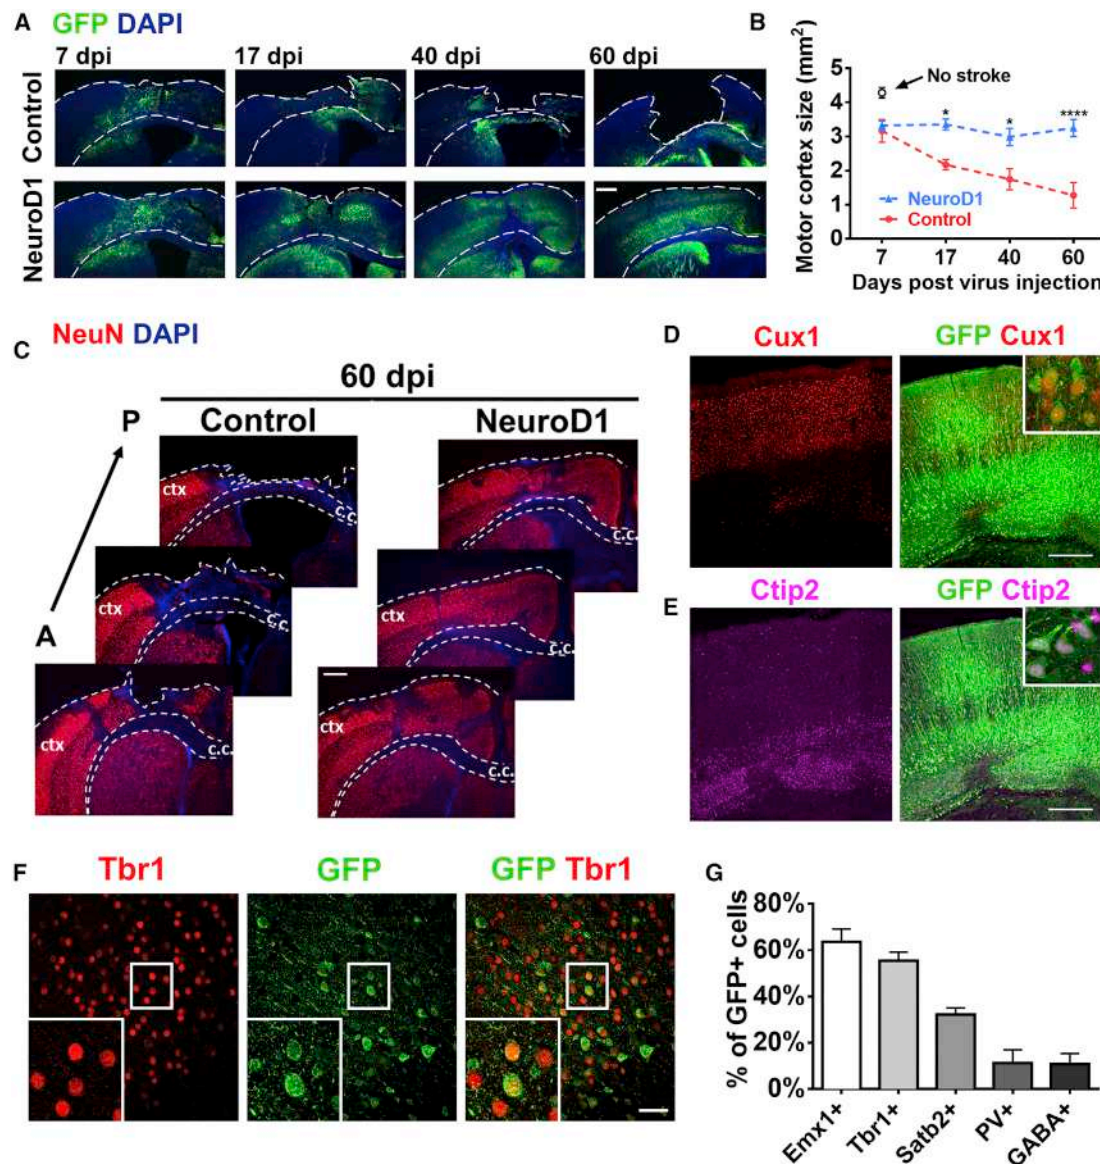 A GFP DAPI
7 dpi 17 dpi 40 dpi 60 dpi
Control
NeuroD1
B
Motor cortex size (mm²)
5
4
3
2
1
0
No stroke
* * ****
NeuroD1
Control
7 17 40 60
Days post virus injection
C NeuN DAPI
60 dpi
P Control NeuroD1
ctx c.c. c.c.
ctx c.c. c.c.
A
ctx c.c. c.c.
D Cux1 GFP Cux1
E Ctip2 GFP Ctip2
F Tbr1 GFP GFP Tbr1
G
% of GFP+ cells
80%
60%
40%
20%
0%
Emx1+ Tbr1+ Satb2+ PV+ GABA+